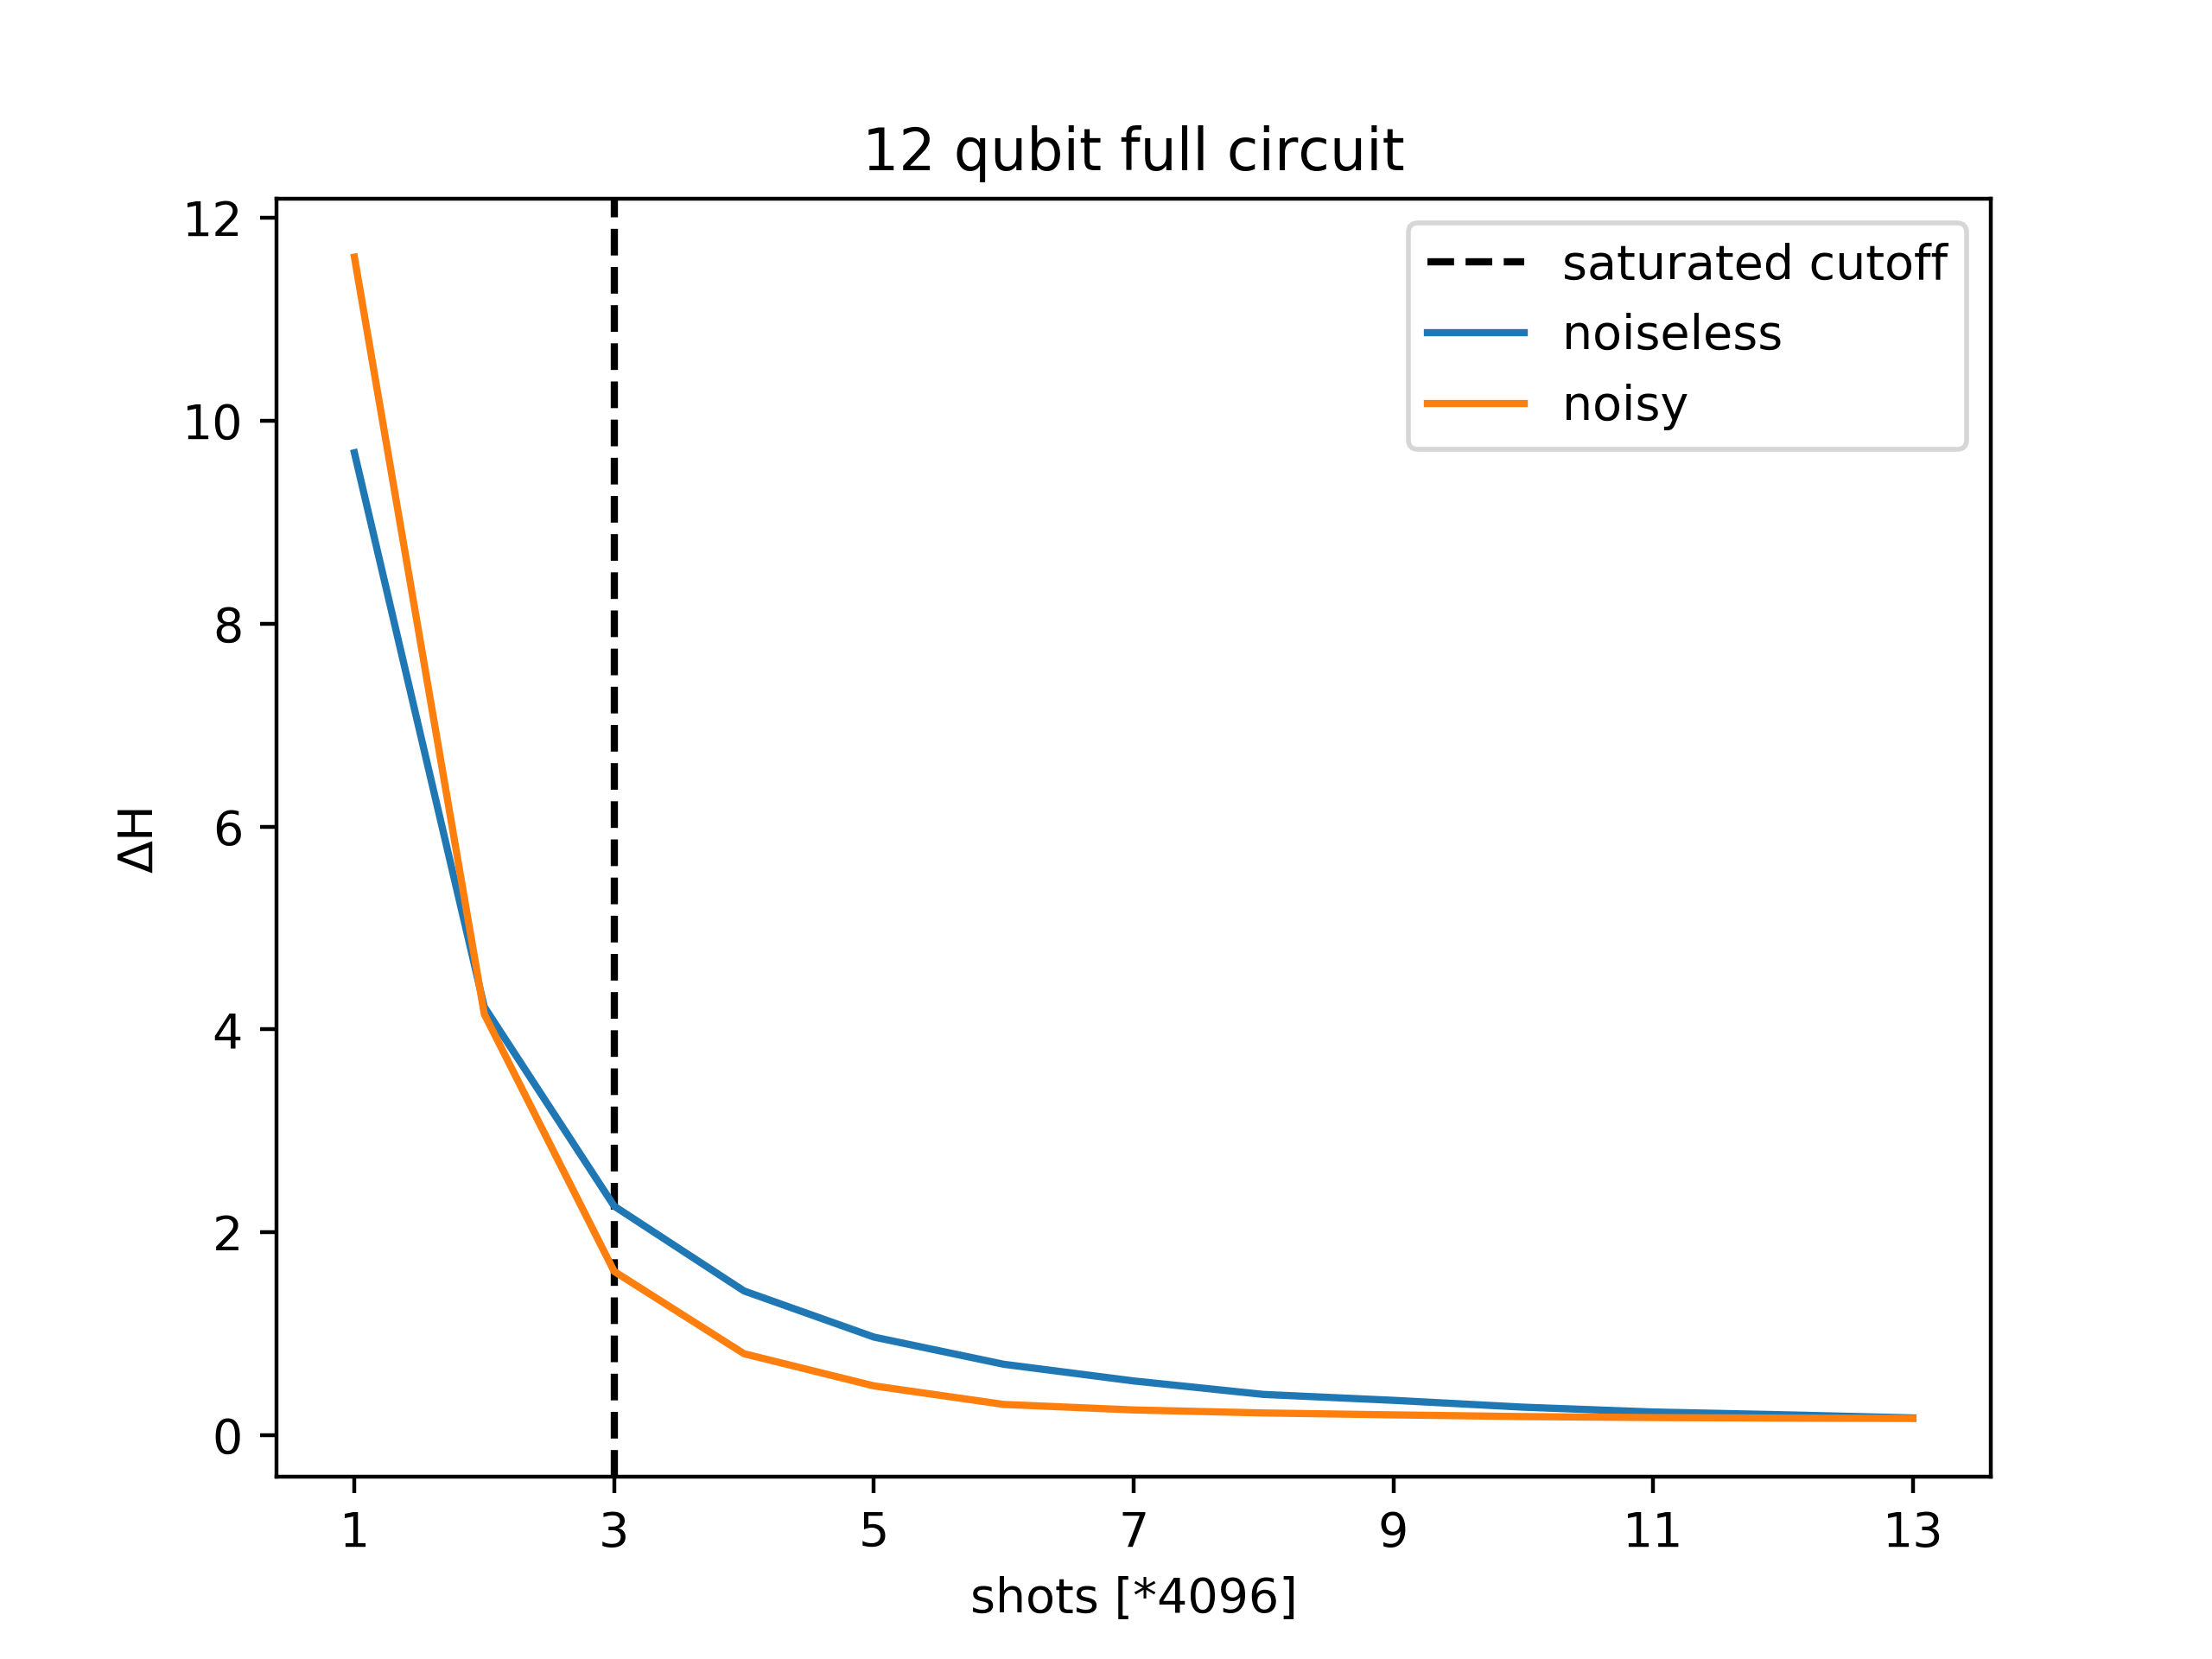 12 qubit full circuit
12
10
8
6
4
2
0
ΔH
saturated cutoff
noiseless
noisy
1 3 5 7 9 11 13
shots [*4096]